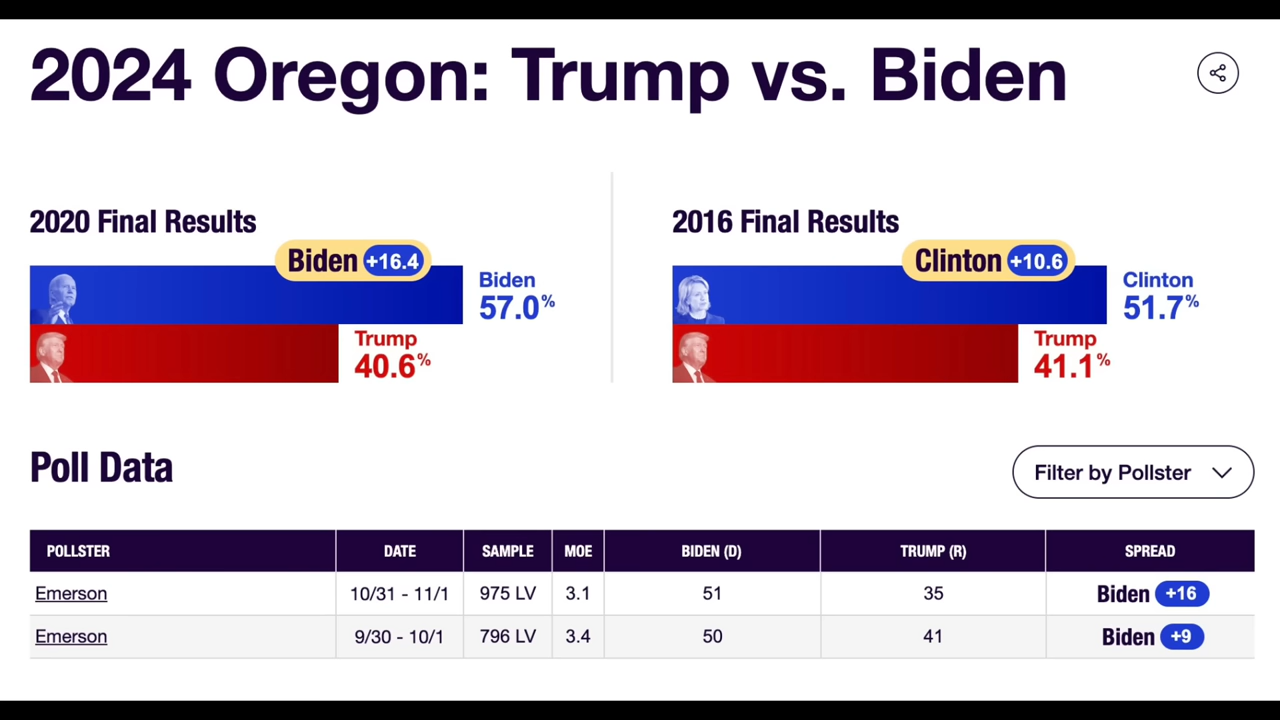 2024 Oregon: Trump vs. Biden
2020 Final Results
Biden +16.4
Biden
57.0%
Trump
40.6%
2016 Final Results
Clinton +10.6
Clinton
51.7%
Trump
41.1%
Poll Data
Filter by Pollster
POLLSTER DATE SAMPLE MOE BIDEN (D) TRUMP (R) SPREAD
Emerson 10/31 - 11/1 975 LV 3.1 51 35 Biden +16
Emerson 9/30 - 10/1 796 LV 3.4 50 41 Biden +9